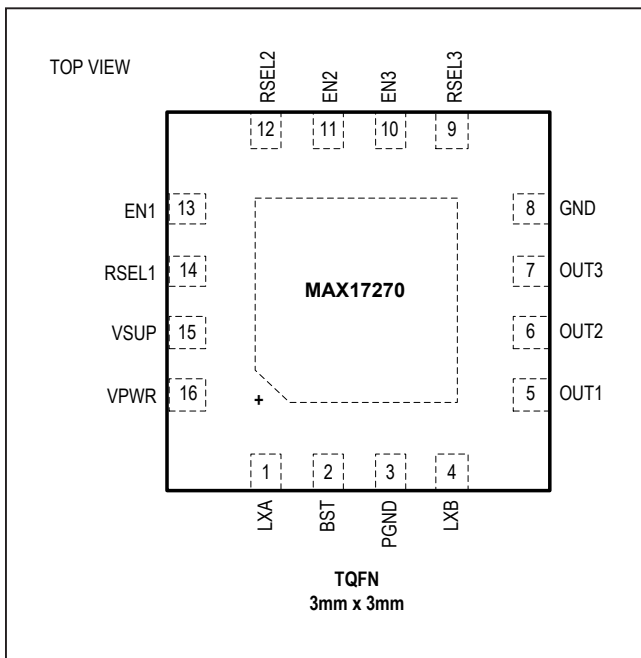 TOP VIEW
RSEL2
EN2
EN3
RSEL3
12
11
10
9
EN1 13
8 GND
RSEL1 14
7 OUT3
MAX17270
VSUP 15
6 OUT2
VPWR 16
5 OUT1
+
1
2
3
4
LXA
BST
PGND
LXB
TQFN
3mm x 3mm